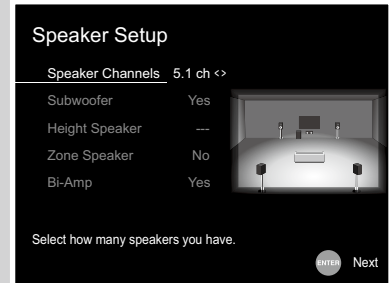 Speaker Setup
Speaker Channels 5.1 ch <>
Subwoofer Yes
Height Speaker ---
Zone Speaker No
Bi-Amp Yes
Select how many speakers you have.
ENTER Next